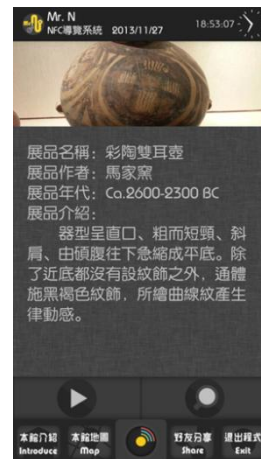 Mr. N
NFC導覽系統 2013/11/27 18:53:07
展品名稱：彩陶雙耳壺
展品作者：馬家窯
展品年代：Ca.2600-2300 BC
展品介紹：
器型呈直口、粗而短頸、斜
肩、由碩腹往下急縮成平底。除
了近底都沒有設紋飾之外，通體
施黑褐色紋飾，所繪曲線紋產生
律動感。
本館介紹 本館地圖 好友分享 退出程式
Introduce Map Share Exit